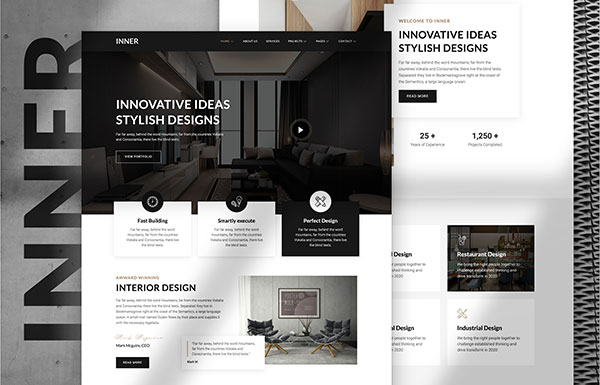 INNER
INNER
HOME
ABOUT US
SERVICES
PROJECTS
PAGES
CONTACT
INNOVATIVE IDEAS
STYLISH DESIGNS
Far far away, behind the word mountains, far from the countries Vokalia
and Consonantia, there live the blind texts.
VIEW PORTFOLIO
Fast Building
Far far away, behind the word
mountains, far from the countries
Vokalia and Consonantia, there live
the blind texts.
Smartly execute
Far far away, behind the word
mountains, far from the countries
Vokalia and Consonantia, there live
the blind texts.
Perfect Design
Far far away, behind the word
mountains, far from the countries
Vokalia and Consonantia, there live
the blind texts.
AWARD WINNING
INTERIOR DESIGN
Far far away, behind the word mountains, far from the countries
Vokalia and Consonantia, there live the blind texts. Separated they live in
Bookmarksgrove right at the coast of the Semantics, a large language
ocean. A small river named Duden flows by their place and supplies it
with the necessary regelialia.
Mark Mcguire, CEO
READ MORE
"Far far away, behind the word
mountains, far from the countries
Vokalia and Consonantia, there live
the blind texts."
Mark M
WELCOME TO INNER
INNOVATIVE IDEAS
STYLISH DESIGNS
Far far away, behind the word mountains, far from the
countries Vokalia and Consonantia, there live the blind texts.
Separated they live in Bookmarksgrove right at the coast of
the Semantics, a large language ocean
READ MORE
25 +
Years of Experience
1,250 +
Projects Completed
Design
right people together to
established thinking and
transform in 2020
Restaurant Design
We bring the right people together to
challenge established thinking and
drive transform in 2020
Design
right people together to
established thinking and
transform in 2020
Industrial Design
We bring the right people together to
challenge established thinking and
drive transform in 2020